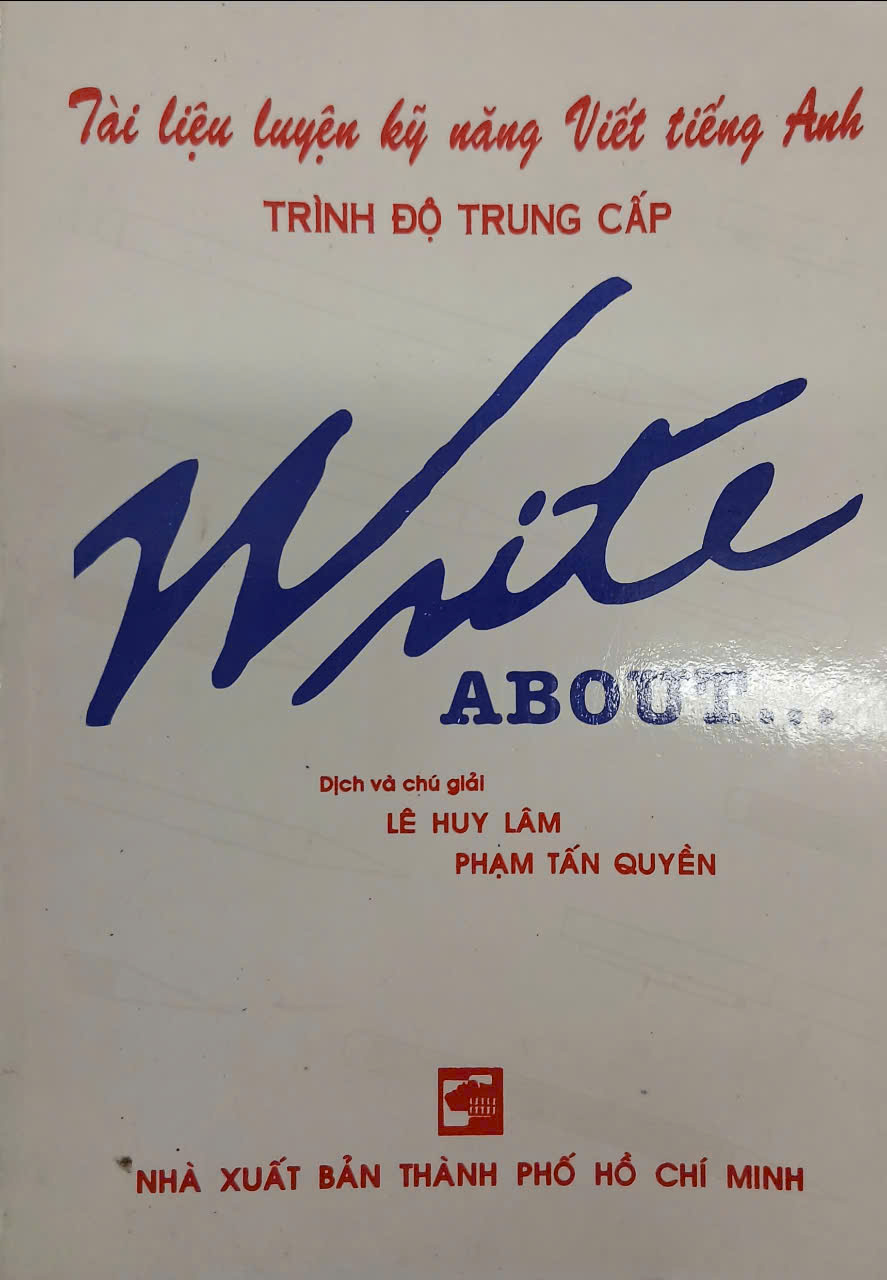 Tài liệu luyện kỹ năng Viết tiếng Anh
TRÌNH ĐỘ TRUNG CẤP
Write
ABOUT...
Dịch và chú giải
LÊ HUY LÂM
PHẠM TẤN QUYỀN
NHÀ XUẤT BẢN THÀNH PHỐ HỒ CHÍ MINH